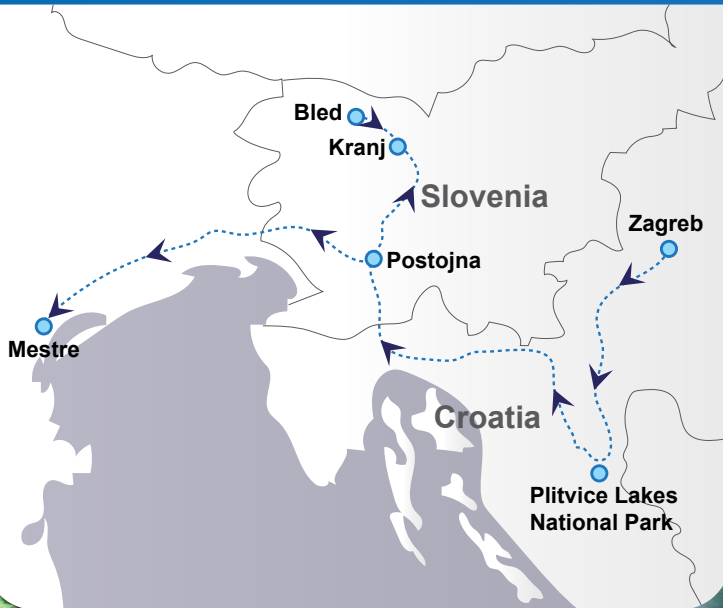 Bled
Kranj
Slovenia
Zagreb
Postojna
Mestre
Croatia
Plitvice Lakes
National Park